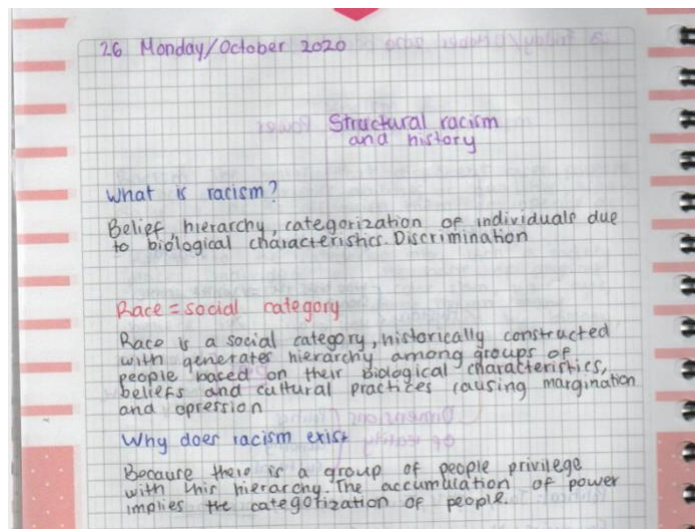 26 Monday/October 2020
Structural racism
and history
What is racism?
Belief, hierarchy, categorization of individuals due
to biological characteristics. Discrimination
Race = social category
Race is a social category, historically constructed
with generates hierarchy among groups of
people based on their biological characteristics,
beliefs and cultural practices causing margination
and opression
Why does racism exist
Because there is a group of people privilege
with this hierarchy. The accumulation of power
implies the categorization of people.